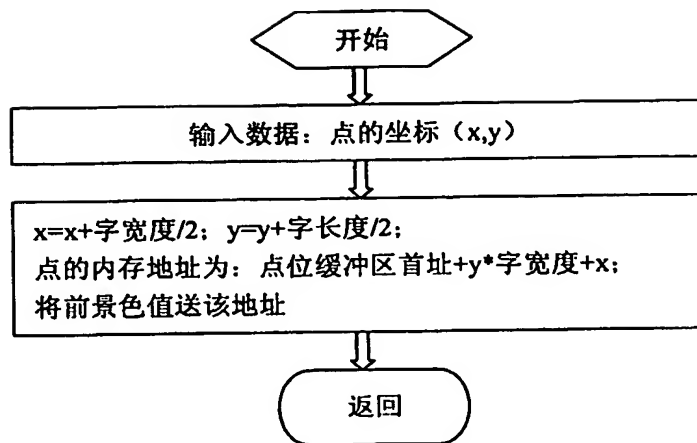 开始
输入数据：点的坐标（x,y）
x=x+字宽度/2；y=y+字长度/2；
点的内存地址为：点位缓冲区首址+y*字宽度+x；
将前景色值送该地址
返回